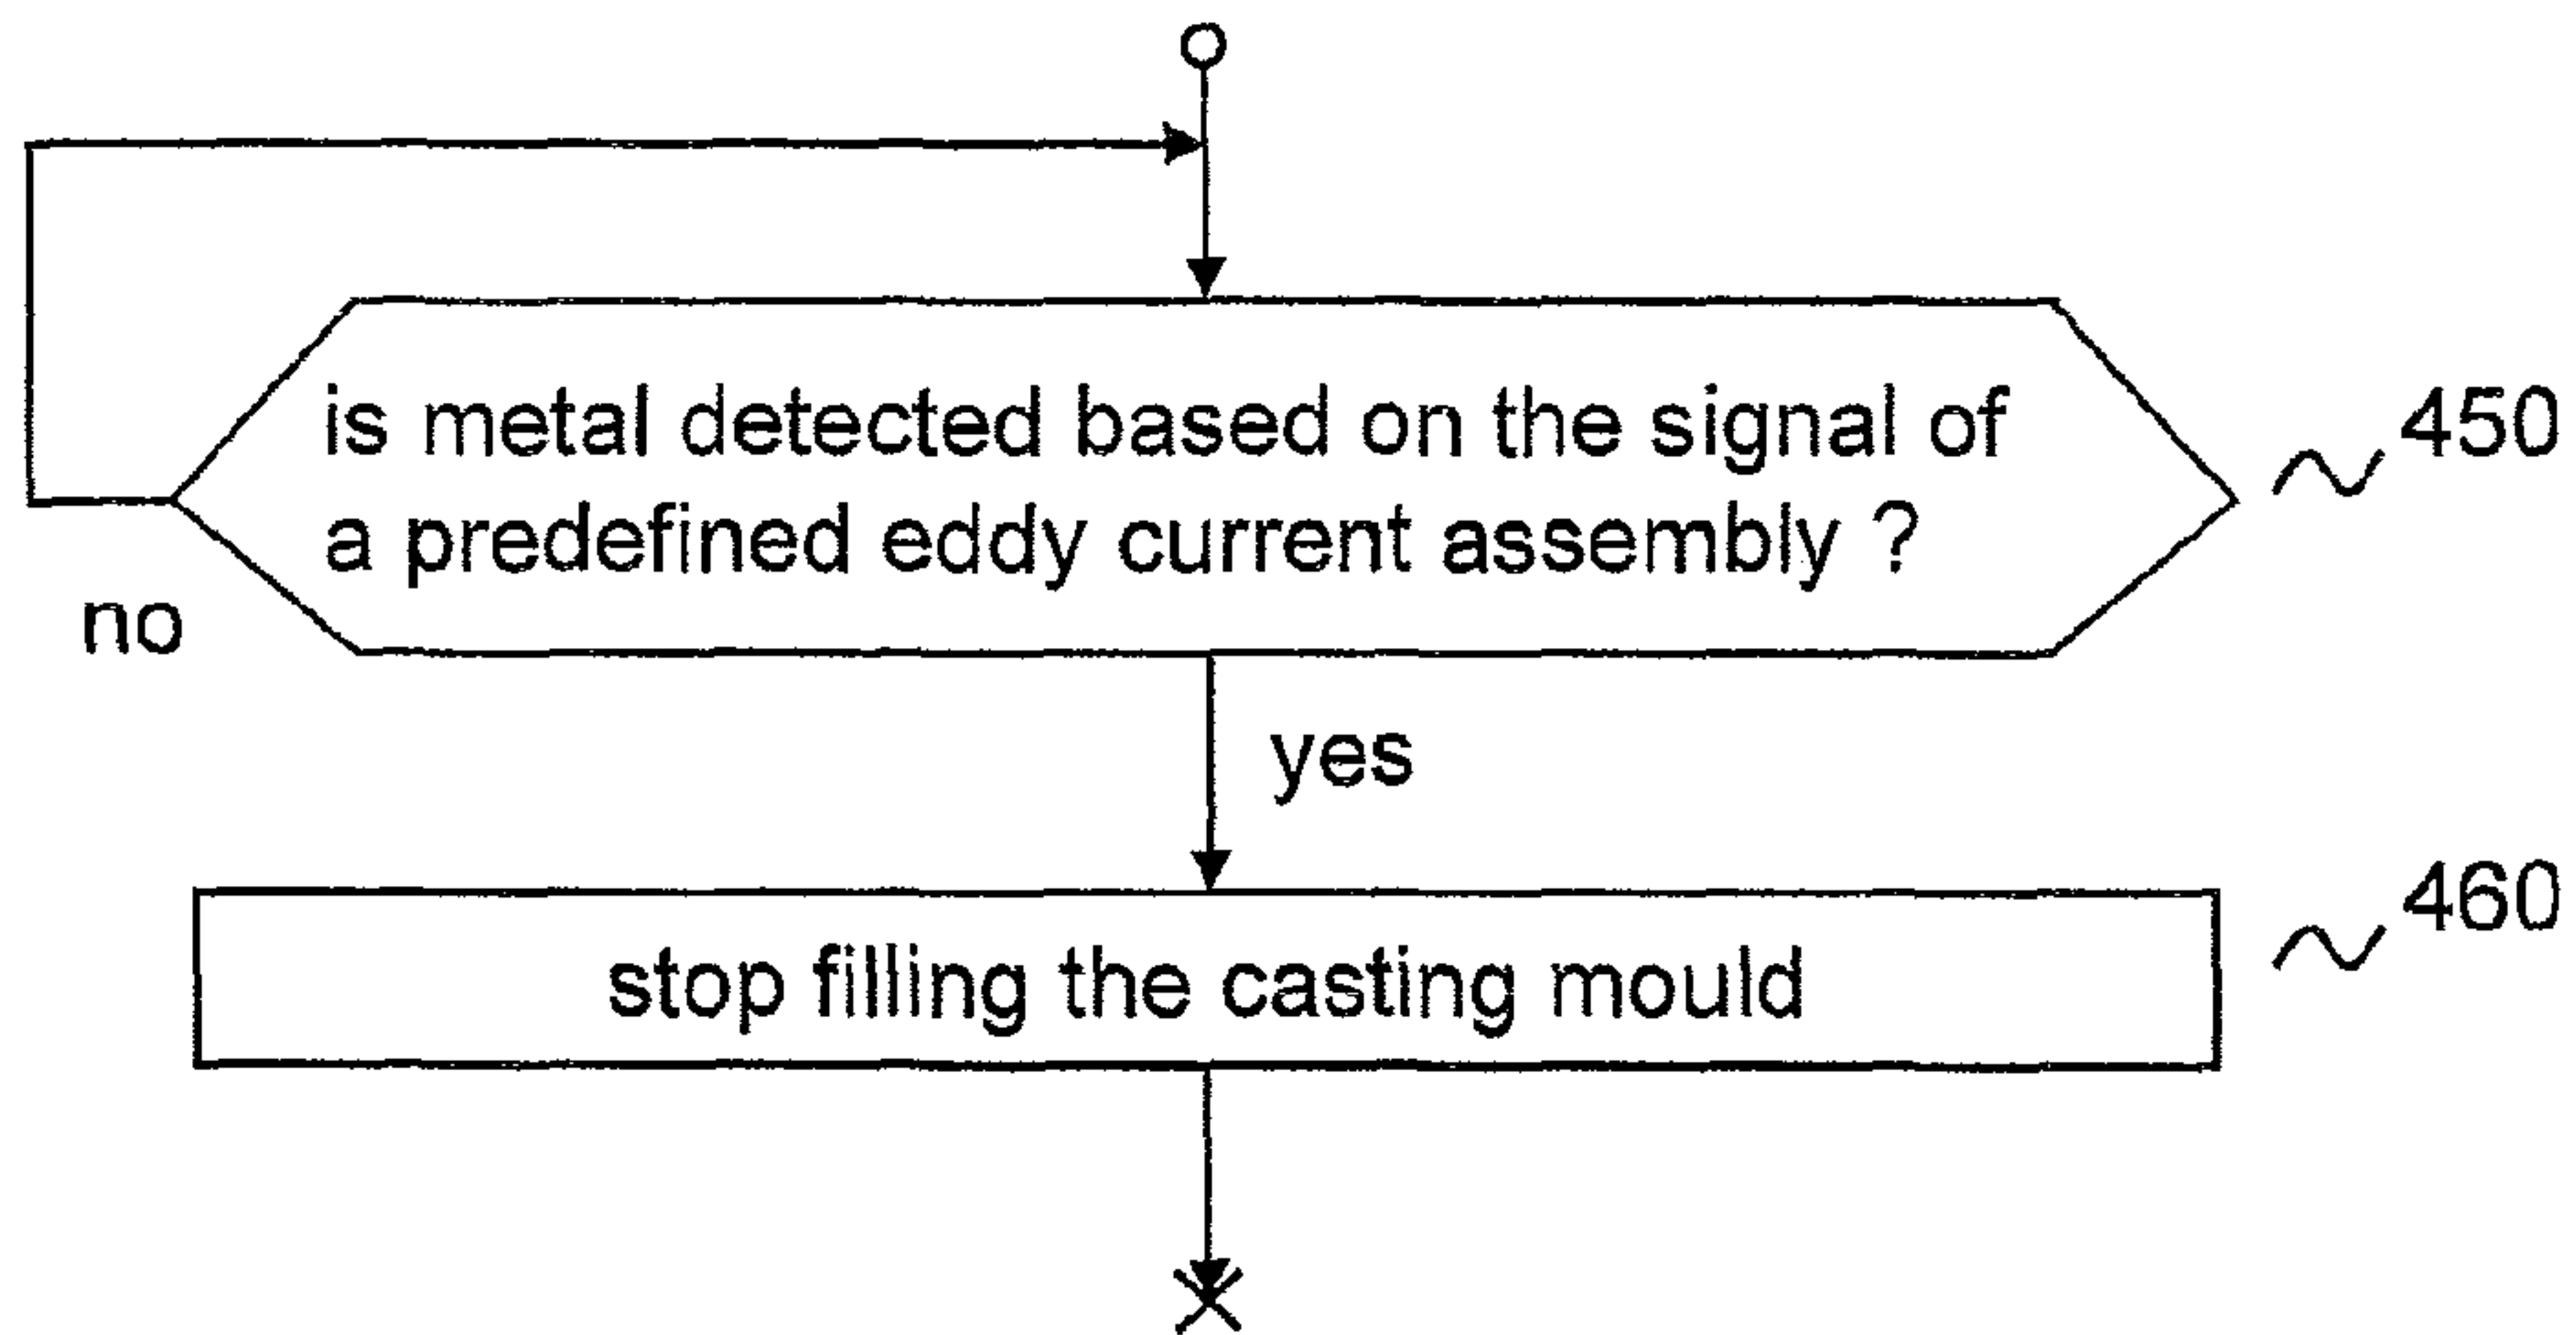 is metal detected based on the signal of
a predefined eddy current assembly ?
450
no
yes
460
stop filling the casting mould